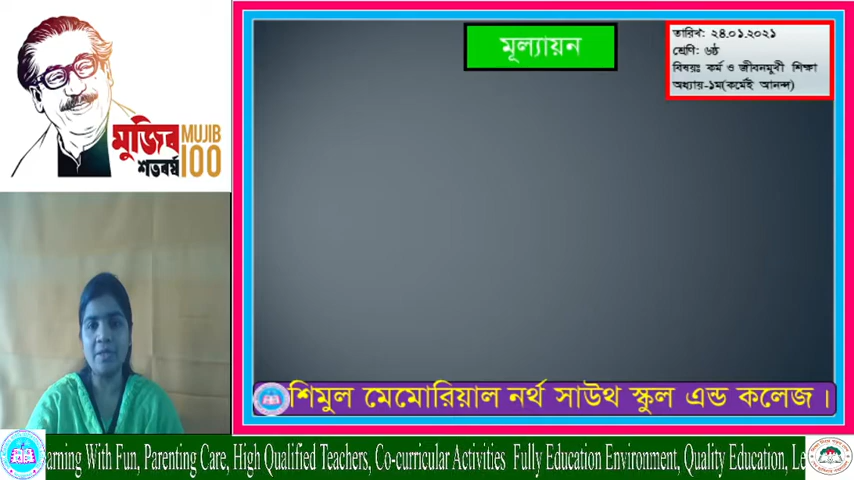 মুজিব
শতবর্ষ
MUJIB
100
মূল্যায়ন
তারিখ: ২৪.০১.২০২১
শ্রেণি: ৬ষ্ঠ
বিষয়ঃ কর্ম ও জীবনমুখী শিক্ষা
অধ্যায়-১ম(কর্মেই আনন্দ)
শিমুল মেমোরিয়াল নর্থ সাউথ স্কুল এন্ড কলেজ।
arning With Fun, Parenting Care, High Qualified Teachers, Co-curricular Activities Fully Education Environment, Quality Education, Le